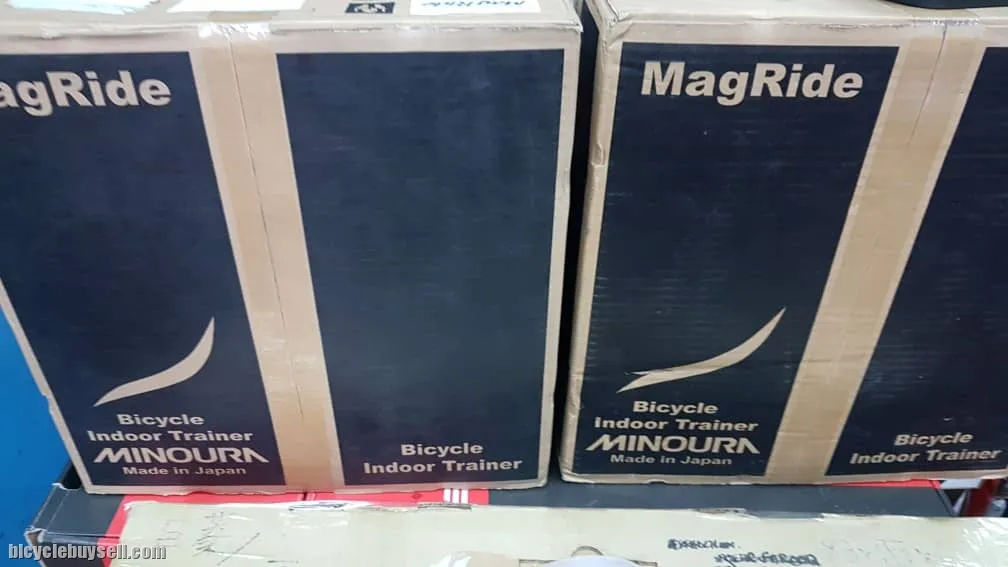 MagRide
agRide
Bicycle
Indoor Trainer
MINOURA
Made in Japan
Bicycle
Indoor Trainer
MagRide
Bicycle
Indoor Trainer
MINOURA
Made in Japan
Bicycle
Indoor Trainer
bicyclebuysell.com